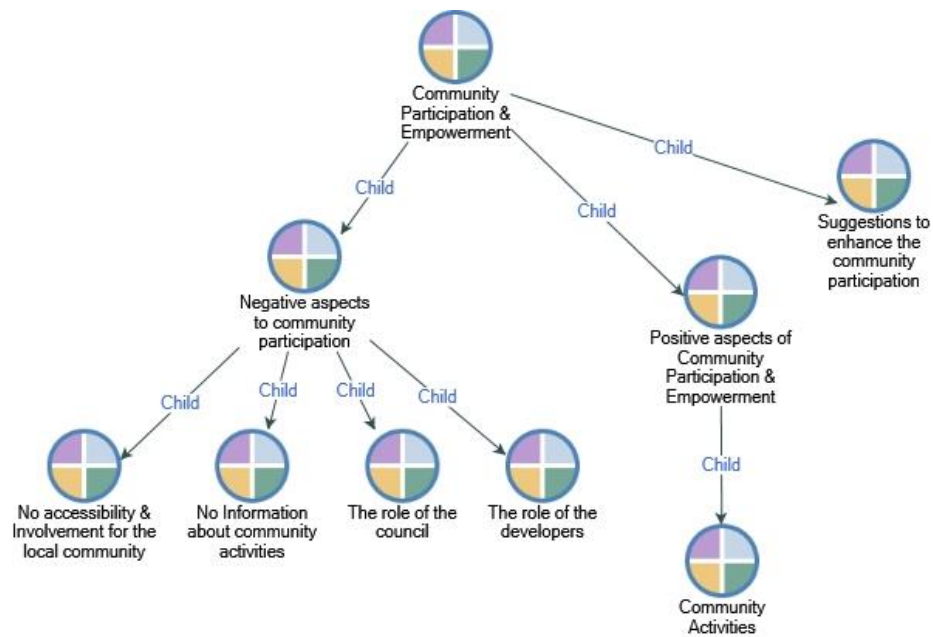 Community
Participation &
Empowerment
Child
Child
Child
Suggestions to
enhance the
community
participation
Negative aspects
to community
participation
Positive aspects of
Community
Participation &
Empowerment
Child
Child
Child
Child
Child
No accessibility &
Involvement for the
local community
No Information
about community
activities
The role of the
council
The role of the
developers
Community
Activities